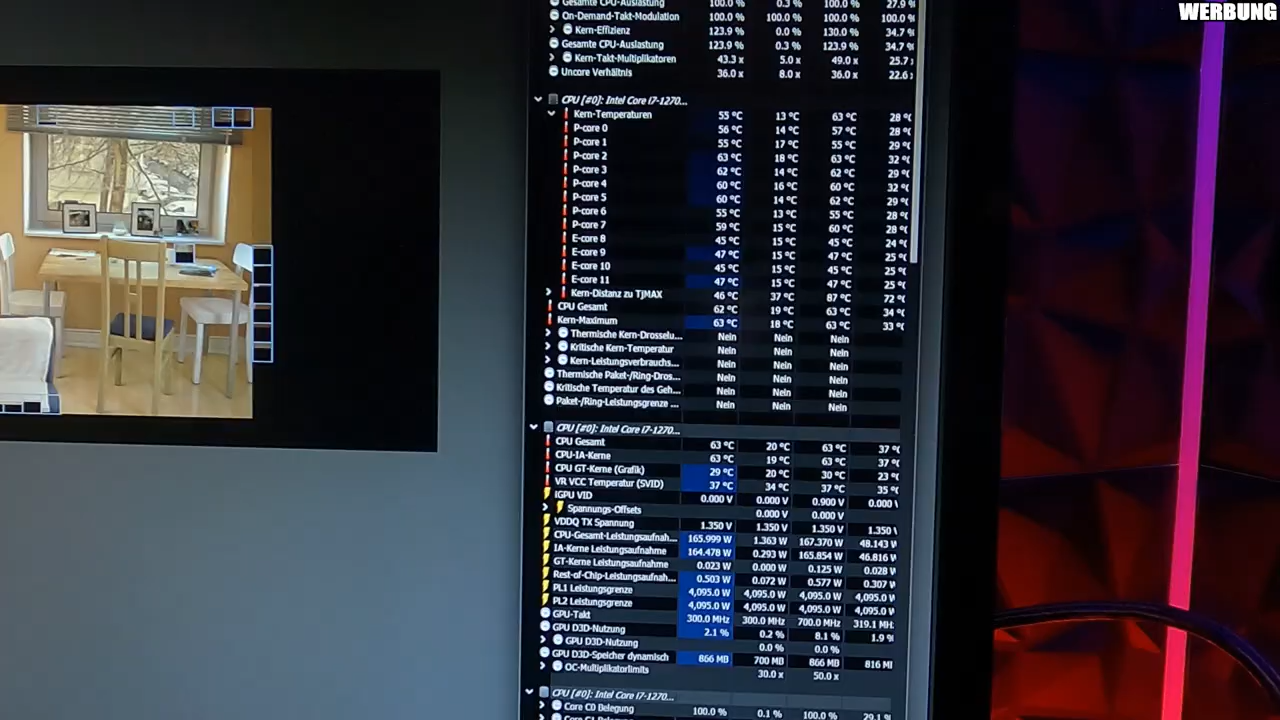 WERBUNG
Gesamte CPU-Auslastung 100.0 % 0.3 % 100.0 % 27.9 %
On-Demand-Takt-Modulation 100.0 % 100.0 % 100.0 % 100.0 %
Kern-Effizienz 123.9 % 0.0 % 130.0 % 34.7 %
Gesamte CPU-Auslastung 123.9 % 0.3 % 123.9 % 34.7 %
Kern-Takt-Multiplikatoren 43.3 x 5.0 x 49.0 x 25.7
Uncore Verhältnis 36.0 x 8.0 x 36.0 x 22.6
CPU [#0]: Intel Core i7-1270...
Kern-Temperaturen 55 °C 13 °C 63 °C 28 °C
P-core 0 56 °C 14 °C 57 °C 28 °C
P-core 1 55 °C 17 °C 55 °C 29 °C
P-core 2 63 °C 18 °C 63 °C 32 °C
P-core 3 62 °C 14 °C 62 °C 29 °C
P-core 4 60 °C 16 °C 60 °C 32 °C
P-core 5 60 °C 14 °C 62 °C 29 °C
P-core 6 55 °C 13 °C 55 °C 28 °C
P-core 7 59 °C 15 °C 60 °C 28 °C
E-core 8 45 °C 15 °C 45 °C 24 °C
E-core 9 47 °C 15 °C 47 °C 25 °C
E-core 10 45 °C 15 °C 45 °C 25 °C
E-core 11 47 °C 15 °C 47 °C 25 °C
Kern-Distanz zu TjMAX 46 °C 37 °C 87 °C 72 °C
CPU Gesamt 62 °C 19 °C 63 °C 34 °C
Kern-Maximum 63 °C 18 °C 63 °C 33 °C
Thermische Kern-Drosselu... Nein Nein Nein
Kritische Kern-Temperatur Nein Nein Nein
Kern-Leistungsverbrauchs... Nein Nein Nein
Thermische Paket-/Ring-Dros... Nein Nein Nein
Kritische Temperatur des Geh... Nein Nein Nein
Paket-/Ring-Leistungsgrenze ... Nein Nein Nein
CPU [#0]: Intel Core i7-1270...
CPU Gesamt 63 °C 20 °C 63 °C 37 °C
CPU-IA-Kerne 63 °C 19 °C 63 °C 37 °C
CPU GT-Kerne (Grafik) 29 °C 20 °C 30 °C 23 °C
VR VCC Temperatur (SVID) 37 °C 34 °C 37 °C 35 °C
iGPU VID 0.000 V 0.000 V 0.900 V 0.000 V
Spannungs-Offsets 0.000 V 0.000 V
VDDQ TX Spannung 1.350 V 1.350 V 1.350 V 1.350 V
CPU-Gesamt-Leistungsaufnah... 165.999 W 1.363 W 167.370 W 48.143 W
IA-Kerne Leistungsaufnahme 164.478 W 0.293 W 165.854 W 46.816 W
GT-Kerne Leistungsaufnahme 0.023 W 0.000 W 0.125 W 0.028 W
Rest-of-Chip-Leistungsaufnah... 0.503 W 0.072 W 0.577 W 0.307 W
PL1 Leistungsgrenze 4,095.0 W 4,095.0 W 4,095.0 W 4,095.0 W
PL2 Leistungsgrenze 4,095.0 W 4,095.0 W 4,095.0 W 4,095.0 W
GPU-Takt 300.0 MHz 300.0 MHz 700.0 MHz 319.1 MHz
GPU D3D-Nutzung 2.1 % 0.2 % 8.1 % 1.9 %
GPU D3D-Nutzung 0.0 % 0.0 %
GPU D3D-Speicher dynamisch 866 MB 700 MB 866 MB 816 MB
OC-Multiplikatorlimits 30.0 x 50.0 x
CPU [#0]: Intel Core i7-1270...
Core C0 Belegung 100.0 % 0.1 % 100.0 % 29.1 %